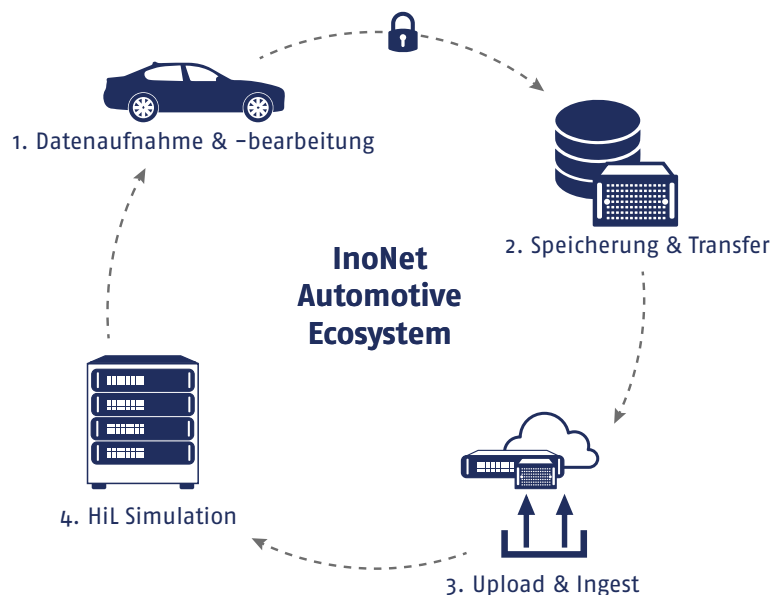 1. Datenaufnahme & -bearbeitung
2. Speicherung & Transfer
InoNet
Automotive
Ecosystem
4. HiL Simulation
3. Upload & Ingest